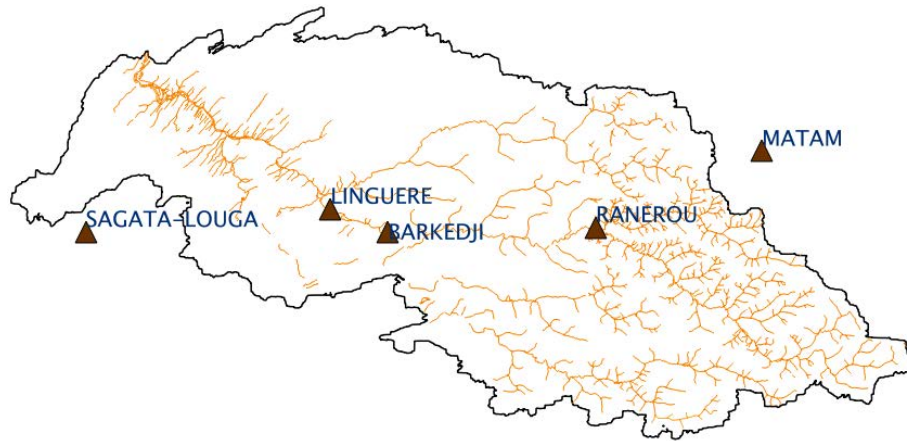 MATAM
LINGUERE
SAGATA-LOUGA
RANEROU
BARKEDJI